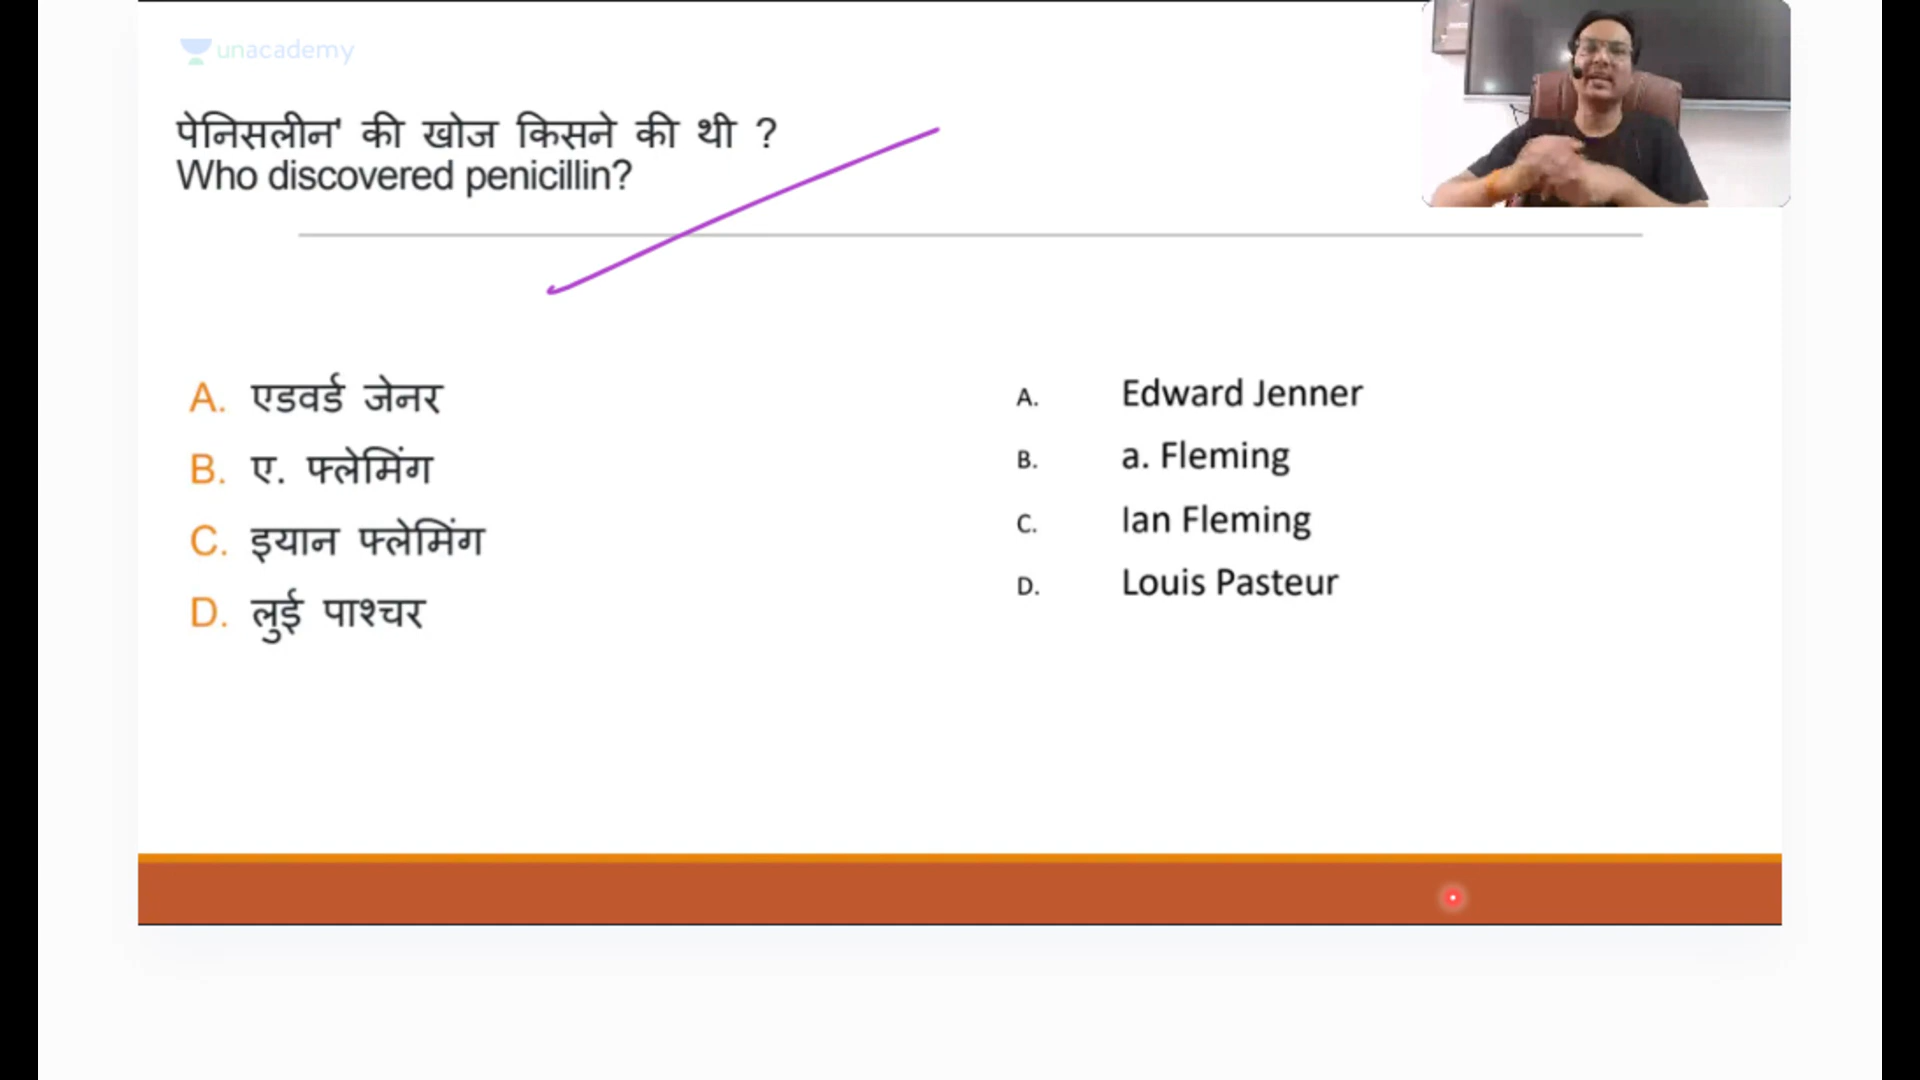 unacademy
पेनिसलीन' की खोज किसने की थी ?
Who discovered penicillin?
A. एडवर्ड जेनर
B. ए. फ्लेमिंग
C. इयान फ्लेमिंग
D. लुई पाश्चर
A. Edward Jenner
B. a. Fleming
C. Ian Fleming
D. Louis Pasteur